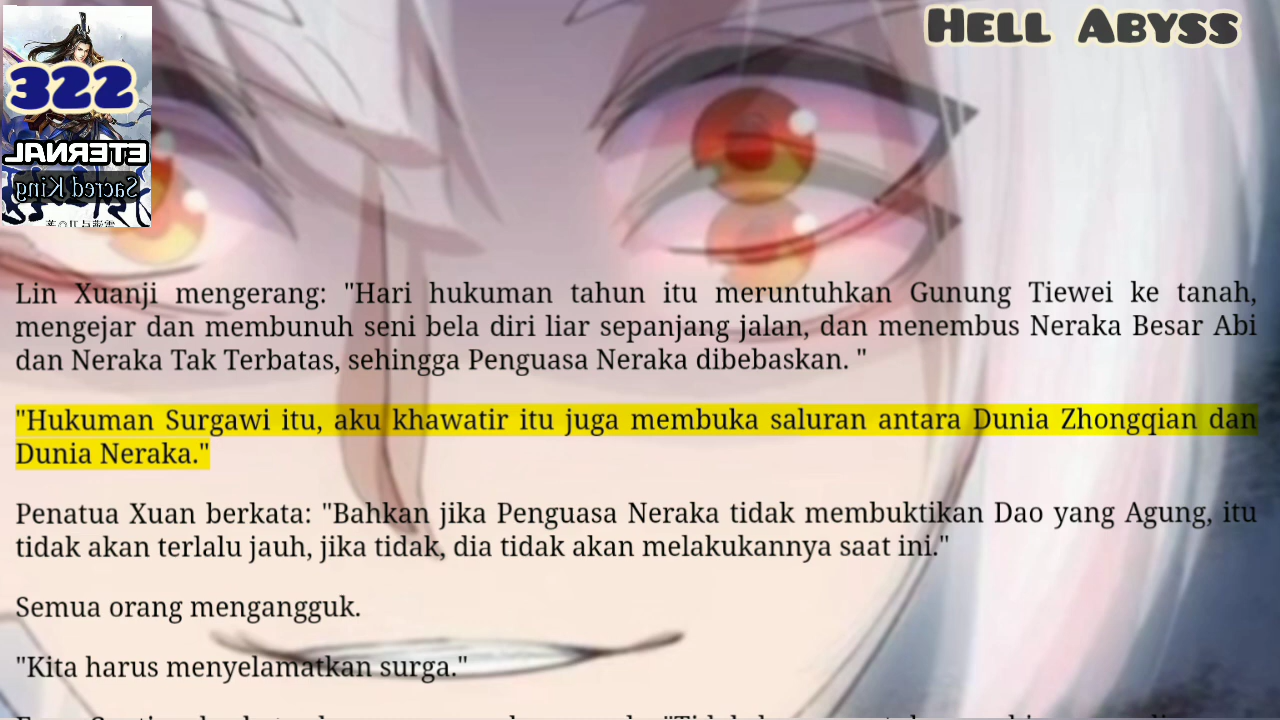 Hell Abyss
322
ETERNAL
Sacred King
Lin Xuanji mengerang: "Hari hukuman tahun itu meruntuhkan Gunung Tiewei ke tanah,
mengejar dan membunuh seni bela diri liar sepanjang jalan, dan menembus Neraka Besar Abi
dan Neraka Tak Terbatas, sehingga Penguasa Neraka dibebaskan. "
"Hukuman Surgawi itu, aku khawatir itu juga membuka saluran antara Dunia Zhongqian dan
Dunia Neraka."
Penatua Xuan berkata: "Bahkan jika Penguasa Neraka tidak membuktikan Dao yang Agung, itu
tidak akan terlalu jauh, jika tidak, dia tidak akan melakukannya saat ini."
Semua orang mengangguk.
"Kita harus menyelamatkan surga."